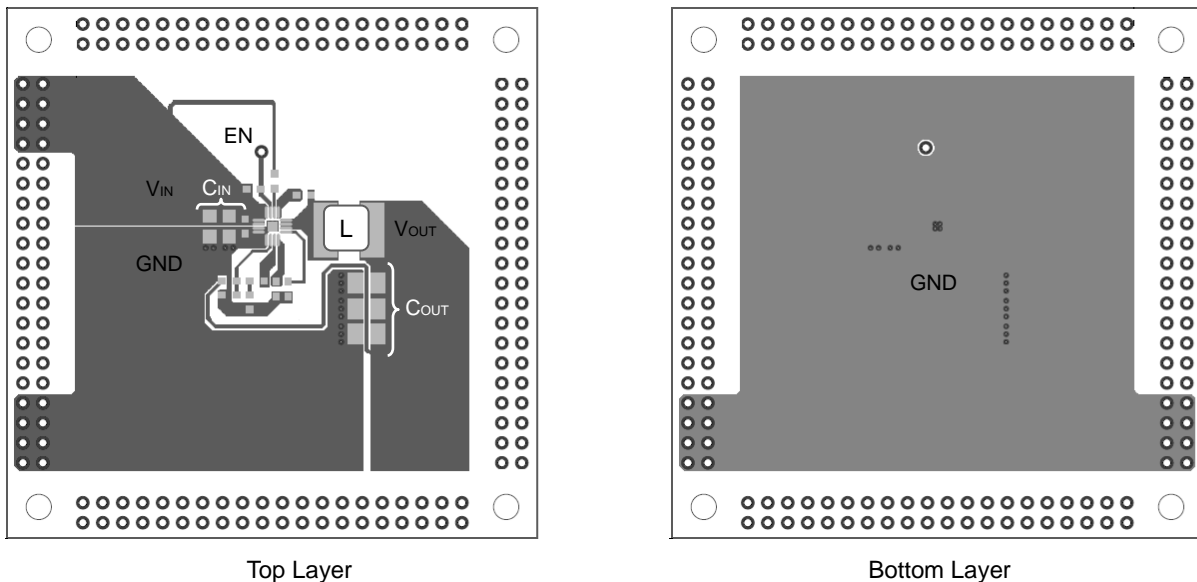 EN
VIN
CIN
L
VOUT
GND
COUT
GND
Top Layer
Bottom Layer